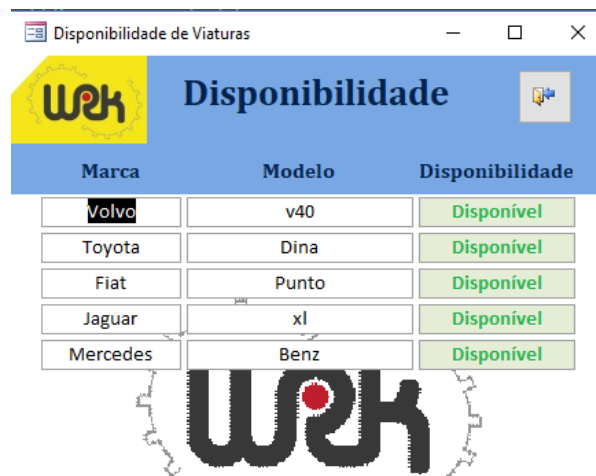 Disponibilidade de Viaturas
WRK Disponibilidade
Marca Modelo Disponibilidade
Volvo v40 Disponível
Toyota Dina Disponível
Fiat Punto Disponível
Jaguar xl Disponível
Mercedes Benz Disponível
WRK